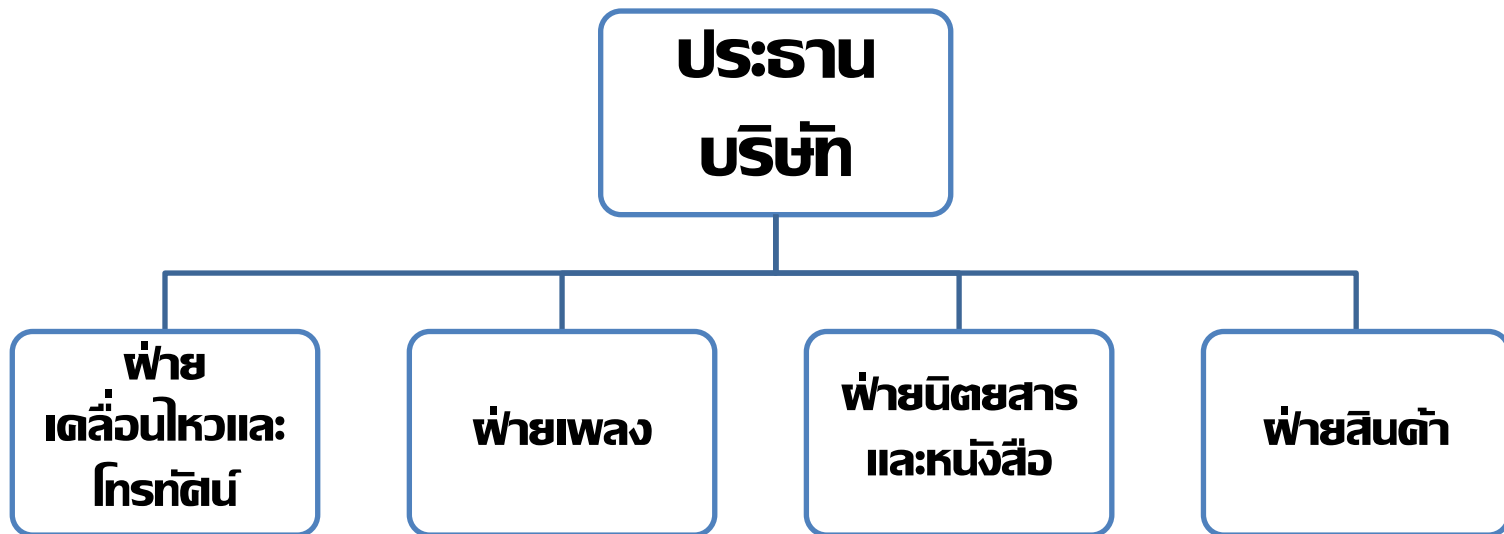 ประธาน
บริษัท
ฝ่าย
เคลื่อนไหวและ
โทรทัศน์
ฝ่ายเพลง
ฝ่ายนิตยสาร
และหนังสือ
ฝ่ายสินค้า